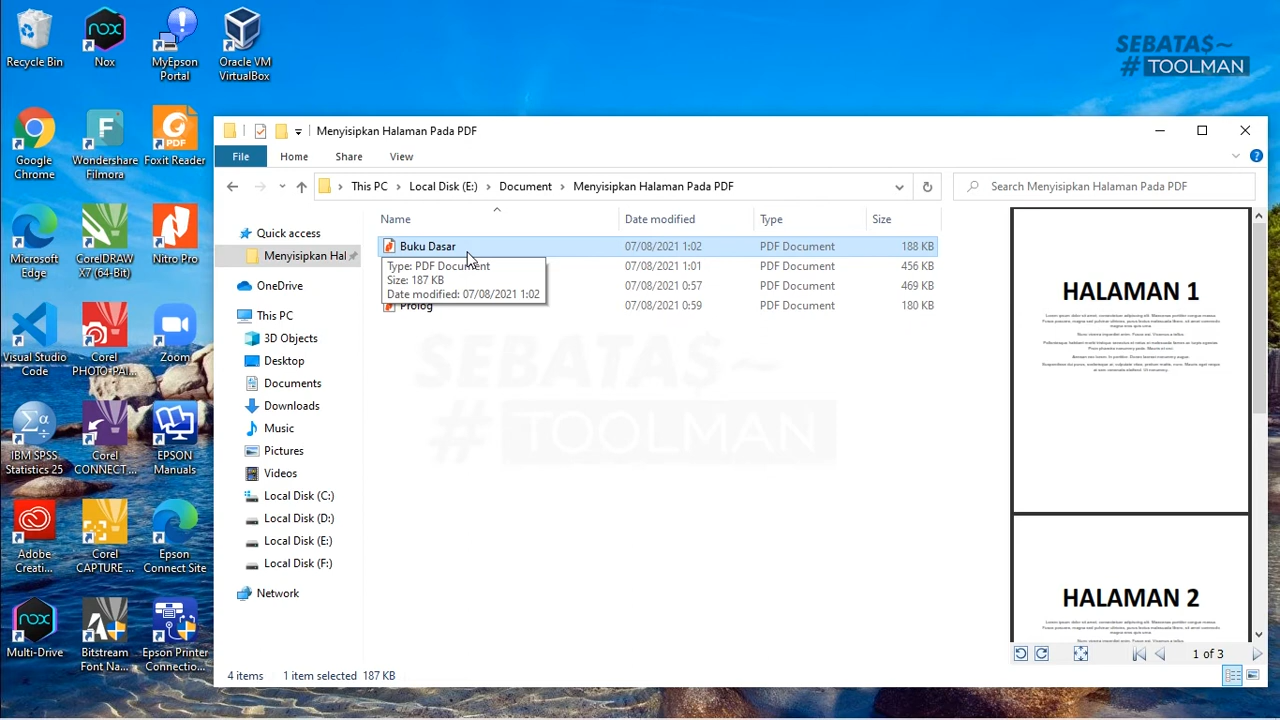 SEBATAS~
# TOOLMAN
Recycle Bin
Nox
MyEpson
Portal
Oracle VM
VirtualBox
Google
Chrome
Wondershare
Filmora
Foxit Reader
Microsoft
Edge
CorelDRAW
X7 (64-Bit)
Nitro Pro
Visual Studio
Code
Corel
PHOTO-PAI...
Zoom
IBM SPSS
Statistics 25
Corel
CONNECT ...
EPSON
Manuals
Adobe
Creati...
Corel
CAPTURE ...
Epson
Connect Site
Multi-Drive
Bitstream
Font Na...
Epson Printer
Connectio...
Menyisipkan Halaman Pada PDF
File Home Share View
This PC > Local Disk (E:) > Document > Menyisipkan Halaman Pada PDF
Search Menyisipkan Halaman Pada PDF
Quick access
Menyisipkan Hal
OneDrive
This PC
3D Objects
Desktop
Documents
Downloads
Music
Pictures
Videos
Local Disk (C:)
Local Disk (D:)
Local Disk (E:)
Local Disk (F:)
Network
Name Date modified Type Size
Buku Dasar 07/08/2021 1:02 PDF Document 188 KB
07/08/2021 1:01 PDF Document 456 KB
07/08/2021 0:57 PDF Document 469 KB
Prolog 07/08/2021 0:59 PDF Document 180 KB
Type: PDF Document
Size: 187 KB
Date modified: 07/08/2021 1:02
# TOOLMAN
HALAMAN 1
HALAMAN 2
1 of 3
4 items 1 item selected 187 KB